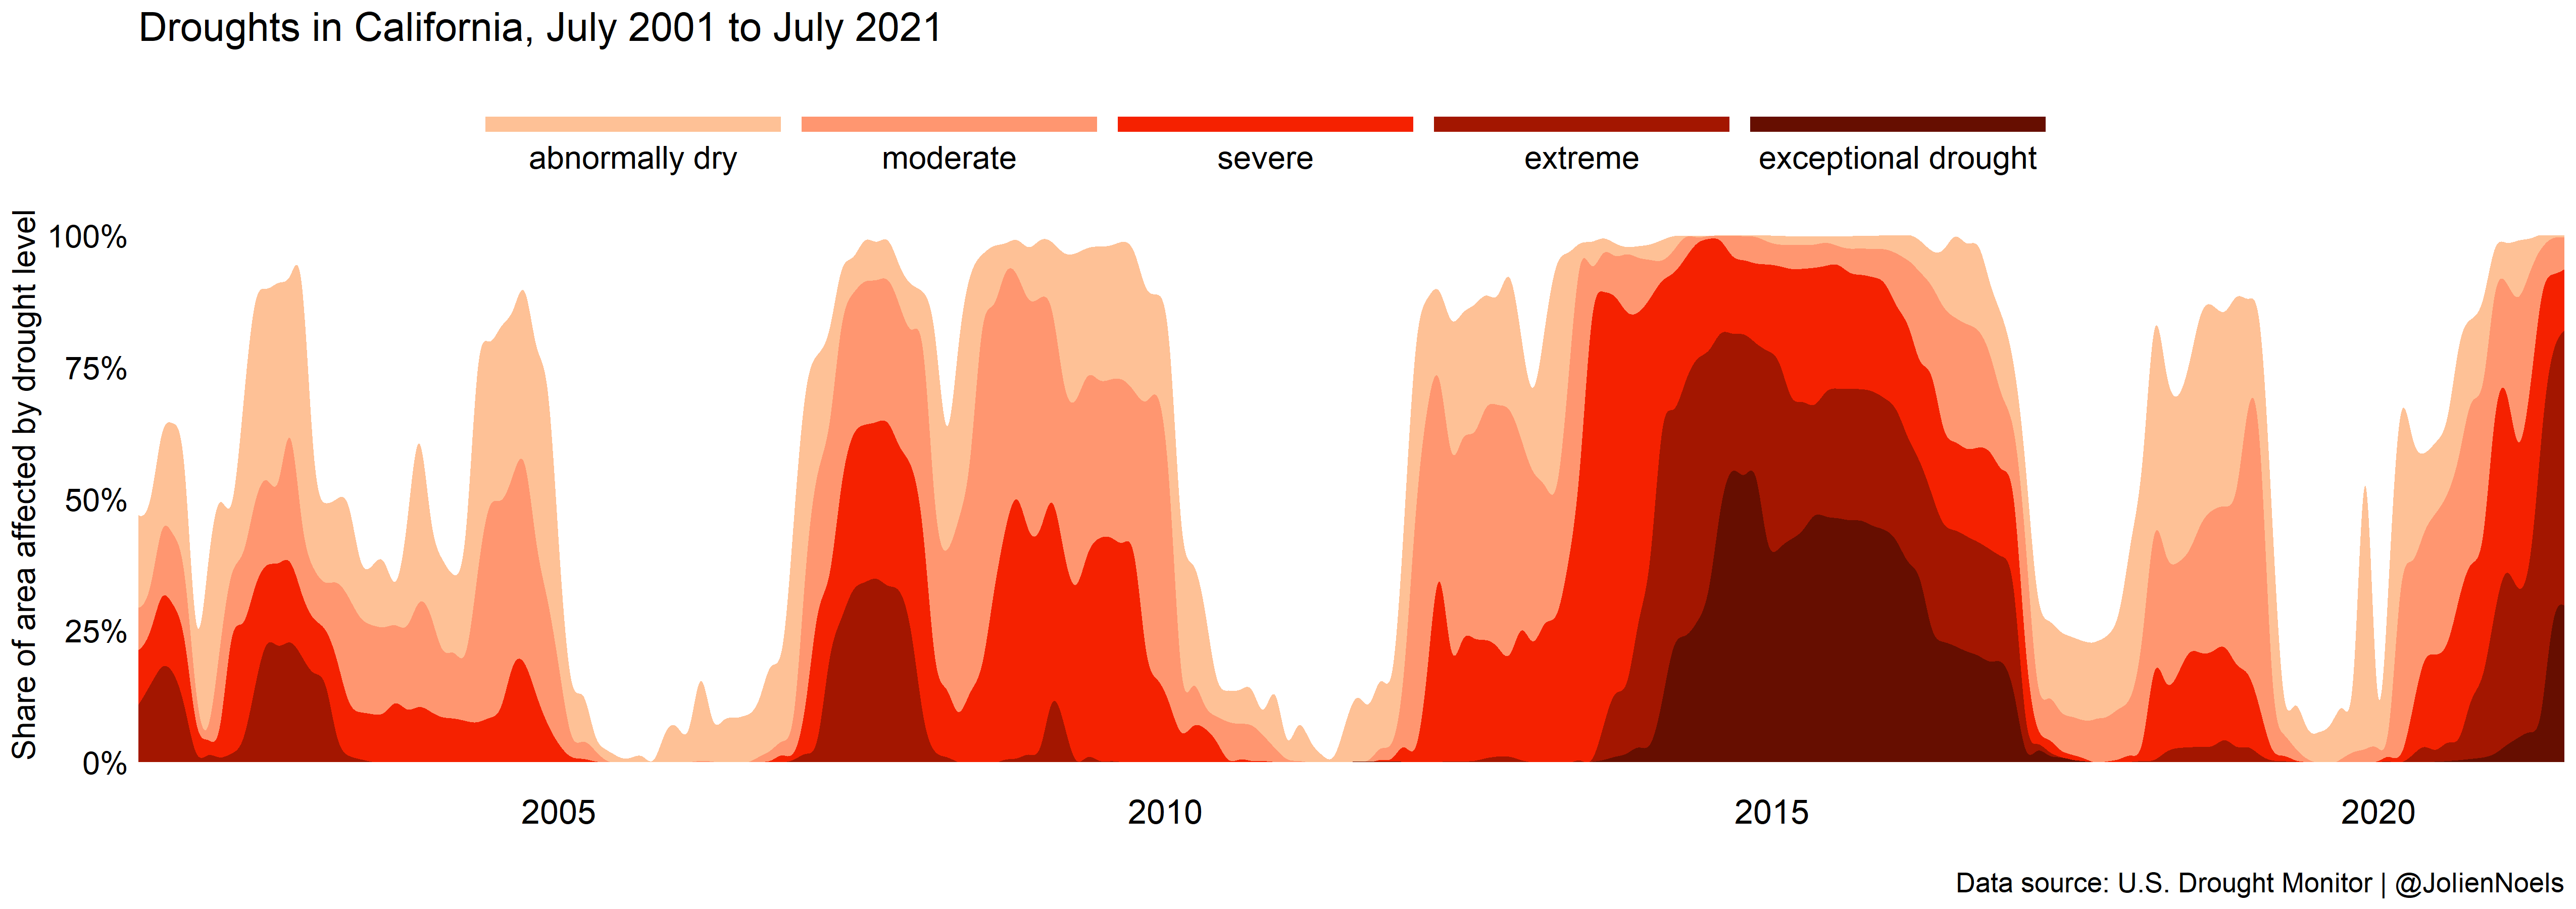 Droughts in California, July 2001 to July 2021
abnormally dry
moderate
severe
extreme
exceptional drought
Share of area affected by drought level
100%
75%
50%
25%
0%
2005
2010
2015
2020
Data source: U.S. Drought Monitor | @JolienNoels